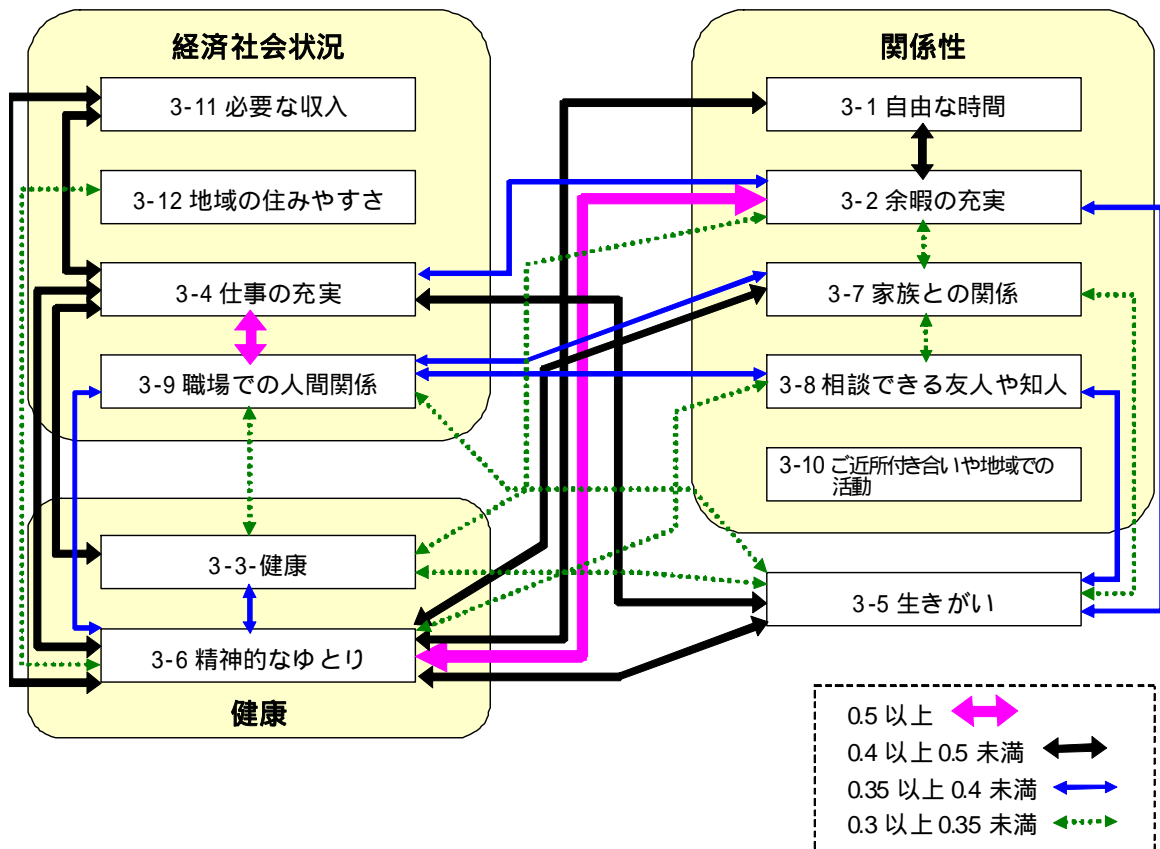 経済社会状況
3-11 必要な収入
3-12 地域の住みやすさ
3-4 仕事の充実
3-9 職場での人間関係
3-3-健康
3-6 精神的なゆとり
健康
関係性
3-1 自由な時間
3-2 余暇の充実
3-7 家族との関係
3-8 相談できる友人や知人
3-10 ご近所付き合いや地域での
活動
3-5 生きがい
0.5 以上
0.4 以上 0.5 未満
0.35 以上 0.4 未満
0.3 以上 0.35 未満